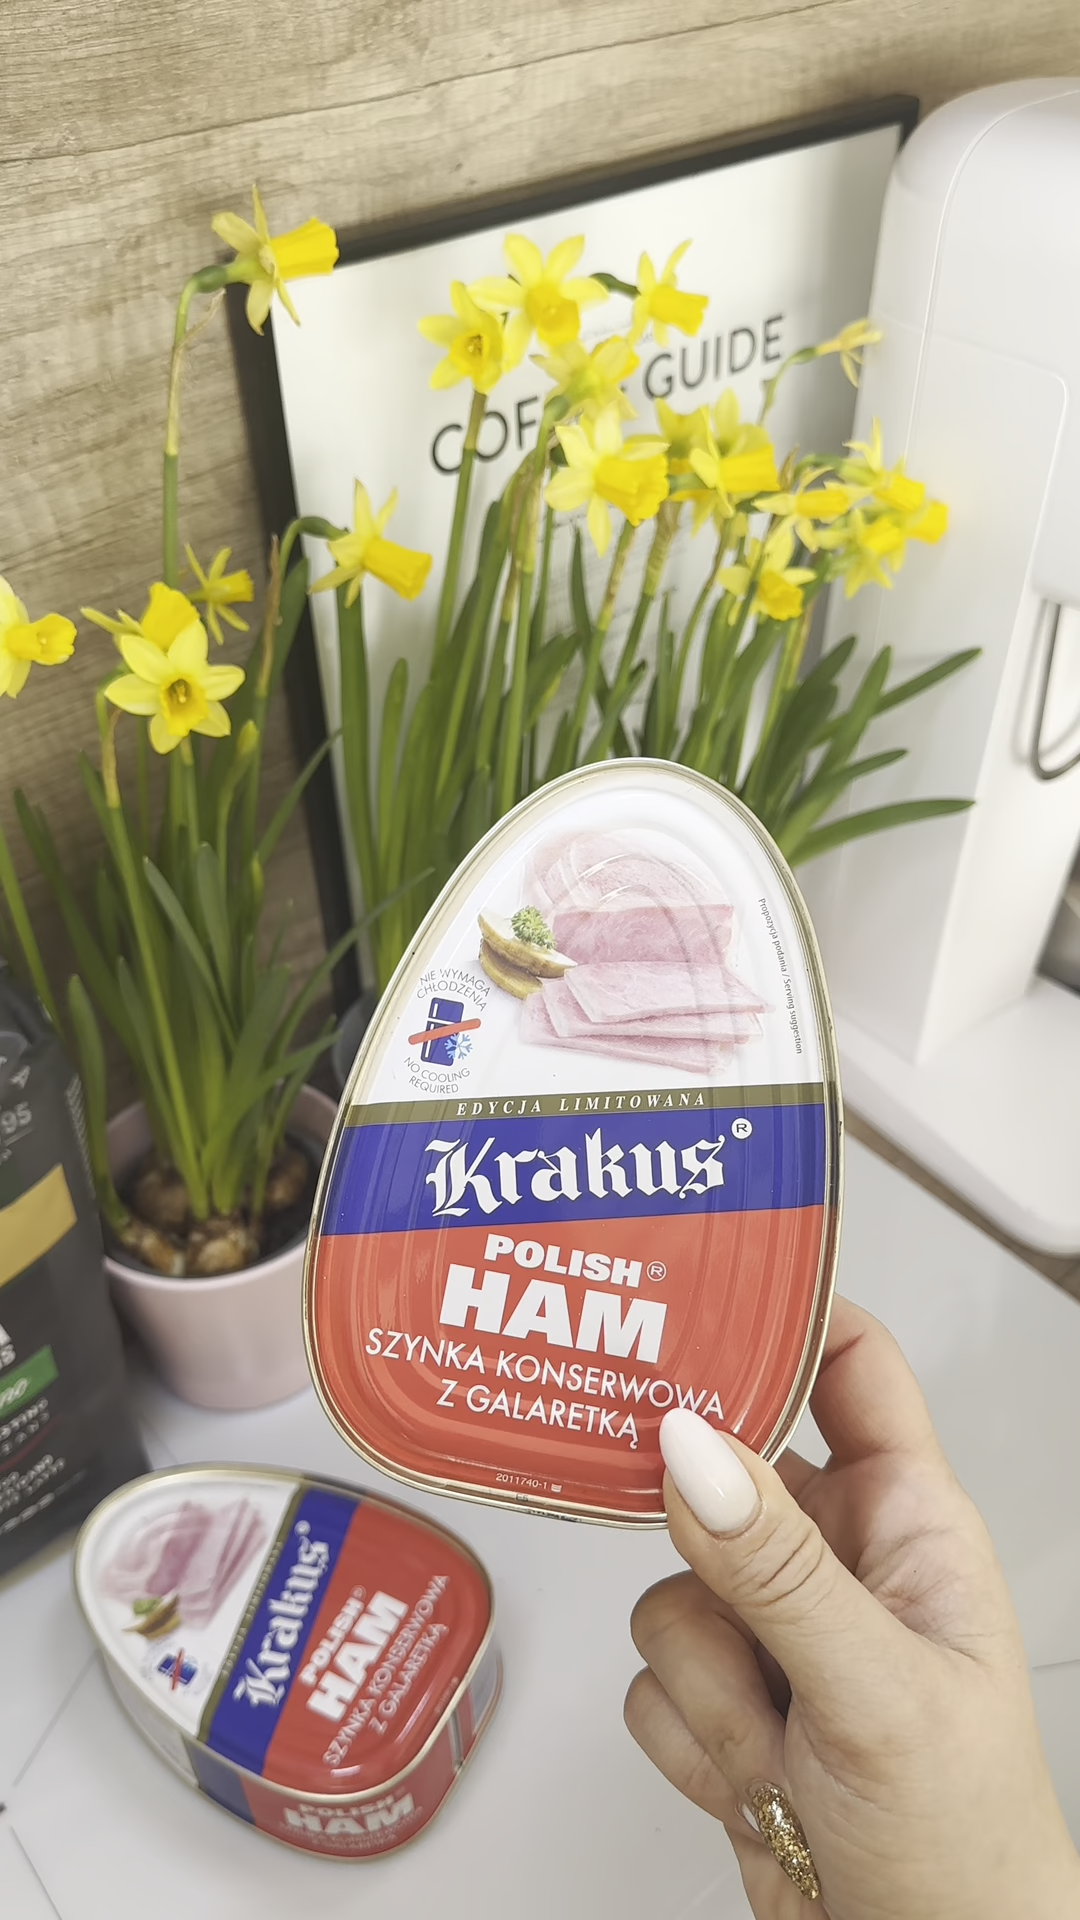 COF
GUIDE
Propozycja podania / Serving suggestion
NIE WYMAGA
CHŁODZENIA
NO COOLING
REQUIRED
EDYCJA LIMITOWANA
Krakus®
POLISH®
HAM
SZYNKA KONSERWOWA
Z GALARETKĄ
2011740-1
95
Krakus®
POLISH®
HAM
SZYNKA KONSERWOWA
Z GALARETKĄ
POLISH
HAM